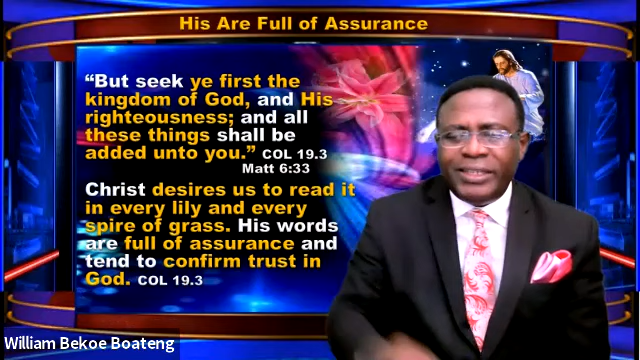 His Are Full of Assurance
“But seek ye first the
kingdom of God, and His
righteousness; and all
these things shall be
added unto you.” COL 19.3
Matt 6:33
Christ desires us to read it
in every lily and every
spire of grass. His words
are full of assurance and
tend to confirm trust in
God. COL 19.3
William Bekoe Boateng